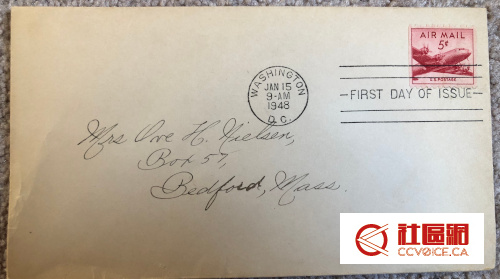 AIR MAIL
5¢
U.S. POSTAGE
WASHINGTON
JAN 15
9-AM
1948
D.C.
FIRST DAY OF ISSUE
Mrs Ove H. Nielsen,
Box 57,
Bedford, Mass.
社區網
CCVOICE.CA